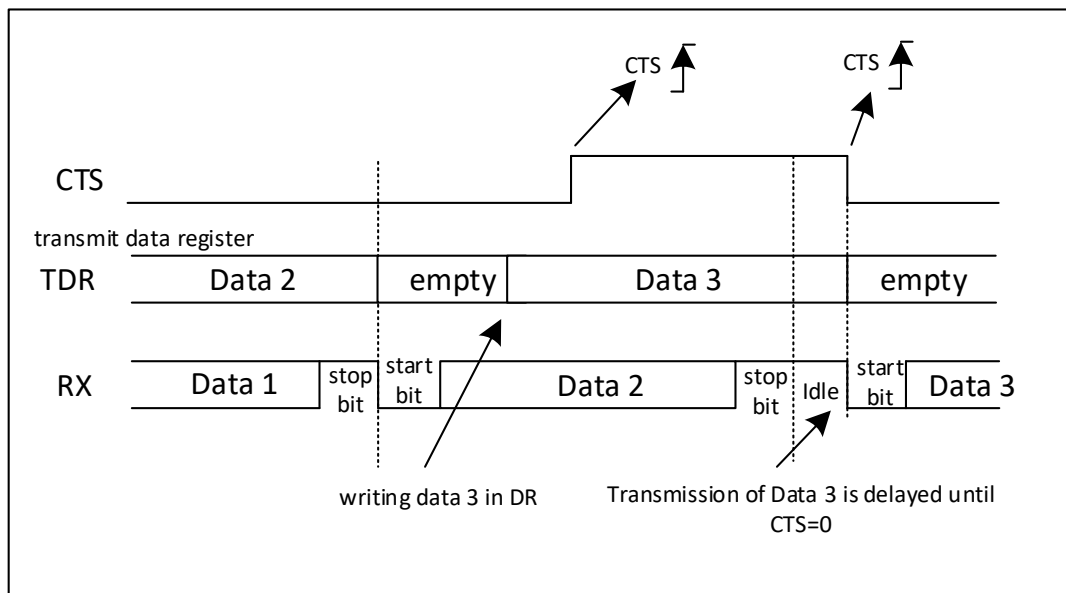 CTS
CTS
CTS
transmit data register
TDR
Data 2
empty
Data 3
empty
RX
Data 1
stop
bit
start
bit
Data 2
stop
bit
Idle
start
bit
Data 3
writing data 3 in DR
Transmission of Data 3 is delayed until
CTS=0